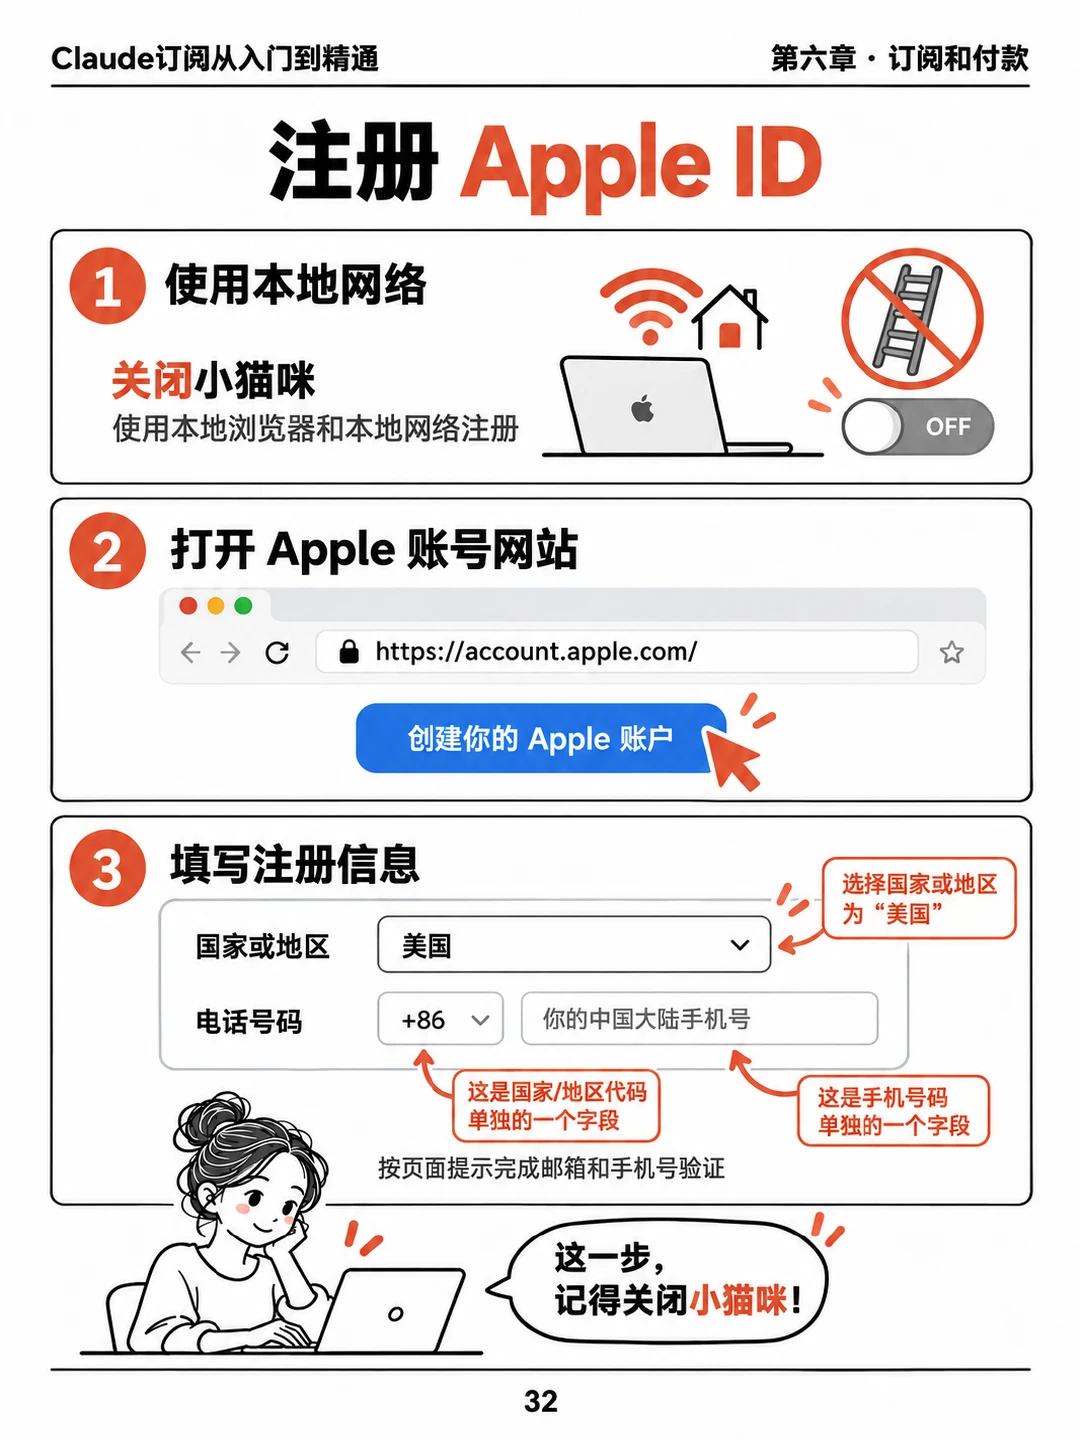 Claude订阅从入门到精通
第六章 · 订阅和付款
注册 Apple ID
1 使用本地网络
关闭小猫咪
使用本地浏览器和本地网络注册
OFF
2 打开 Apple 账号网站
https://account.apple.com/
创建你的 Apple 账户
3 填写注册信息
选择国家或地区
为“美国”
国家或地区 美国
电话号码 +86 你的中国大陆手机号
这是国家/地区代码
单独的一个字段
这是手机号码
单独的一个字段
按页面提示完成邮箱和手机号验证
这一步，
记得关闭小猫咪！
32